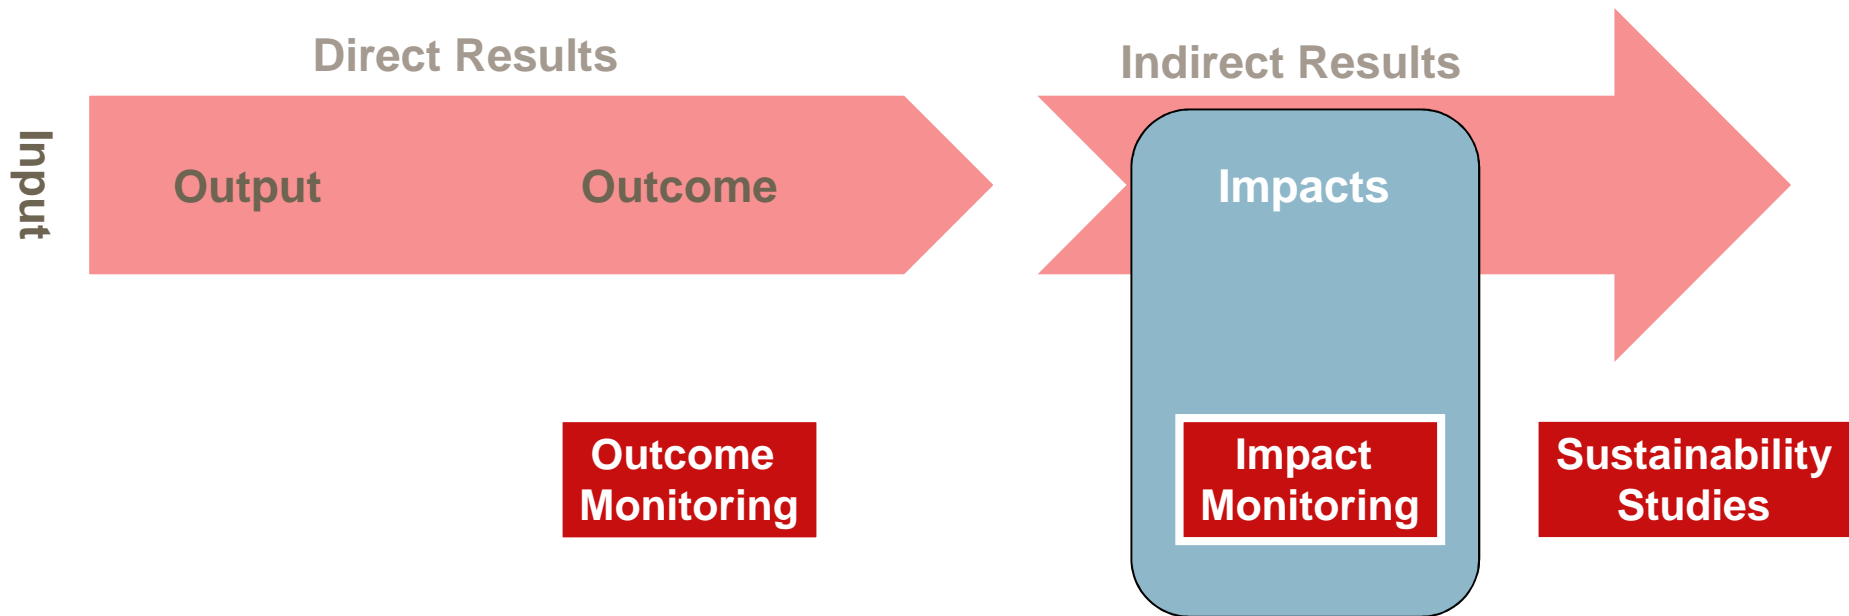 Direct Results
Indirect Results
Input
Output
Outcome
Impacts
Outcome
Monitoring
Impact
Monitoring
Sustainability
Studies